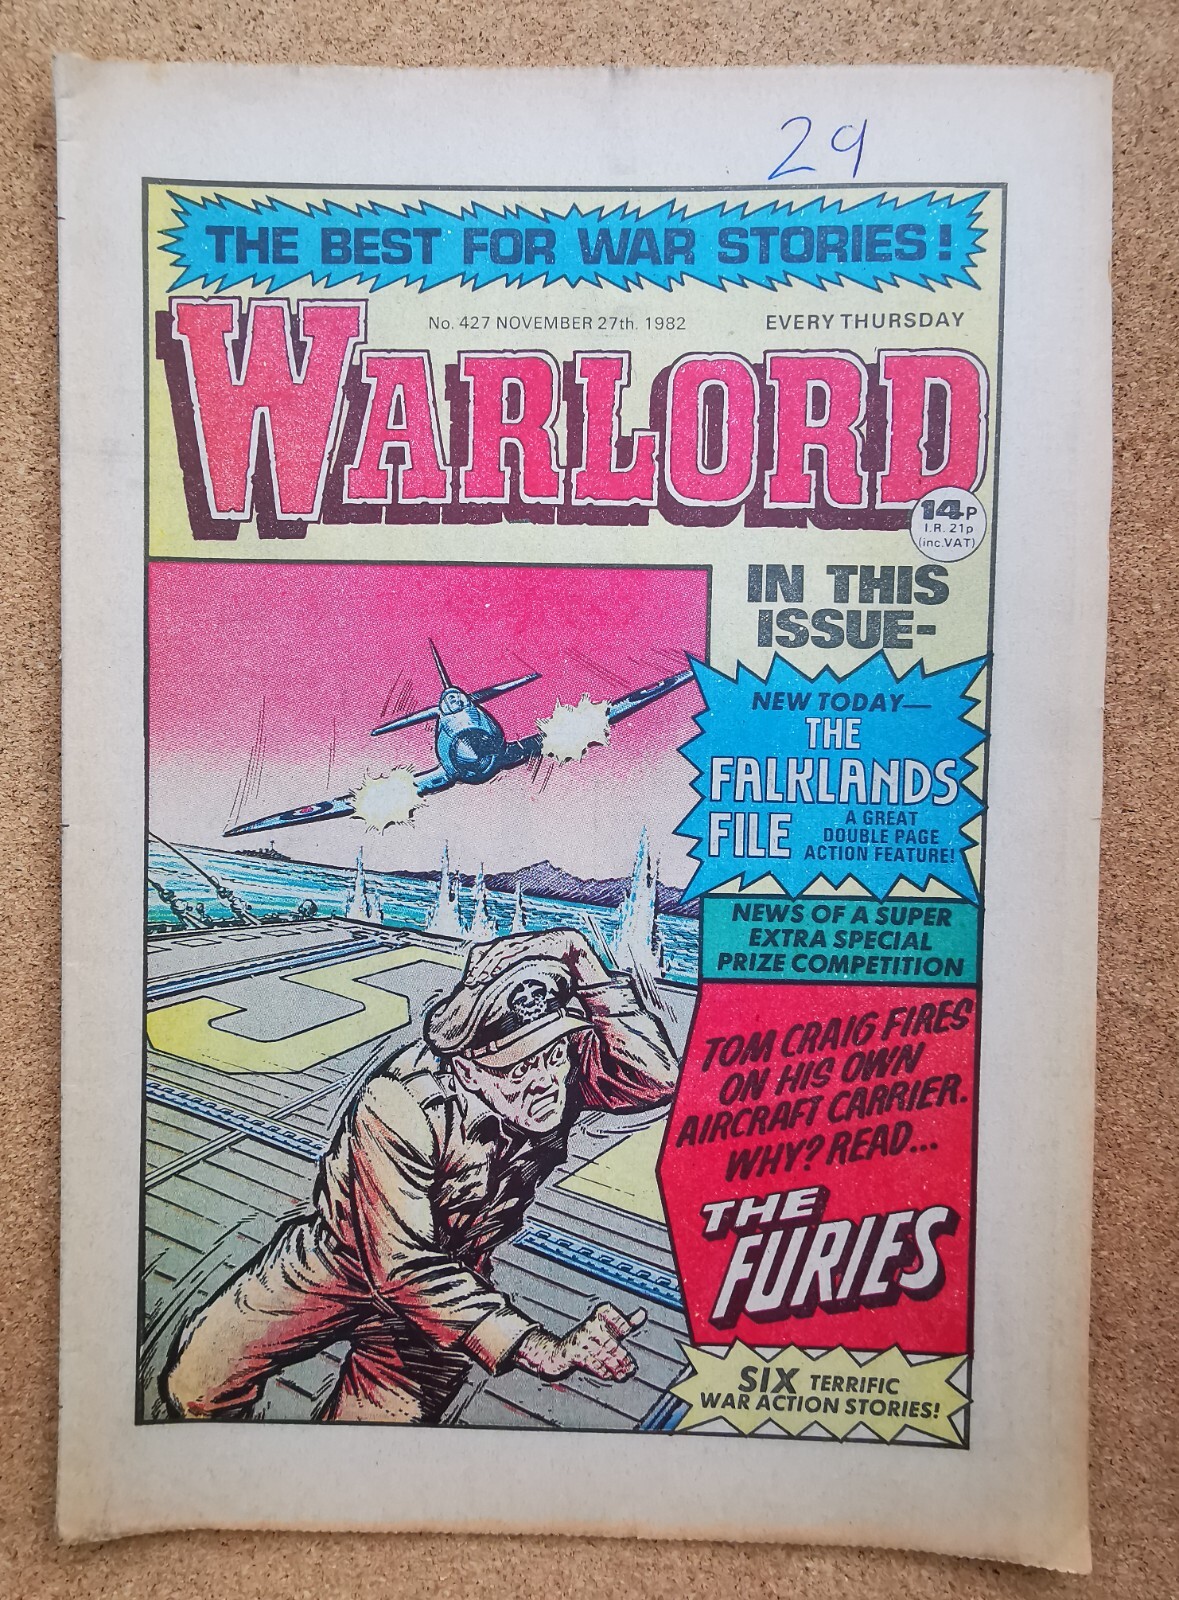 29
THE BEST FOR WAR STORIES!
No. 427 NOVEMBER 27th. 1982
EVERY THURSDAY
WARLORD
14P
I.R. 21p
(inc.VAT)
IN THIS
ISSUE-
NEW TODAY—
THE
FALKLANDS
FILE
A GREAT
DOUBLE PAGE
ACTION FEATURE!
NEWS OF A SUPER
EXTRA SPECIAL
PRIZE COMPETITION
TOM CRAIG FIRES
ON HIS OWN
AIRCRAFT CARRIER.
WHY? READ...
THE
FURIES
SIX TERRIFIC
WAR ACTION STORIES!